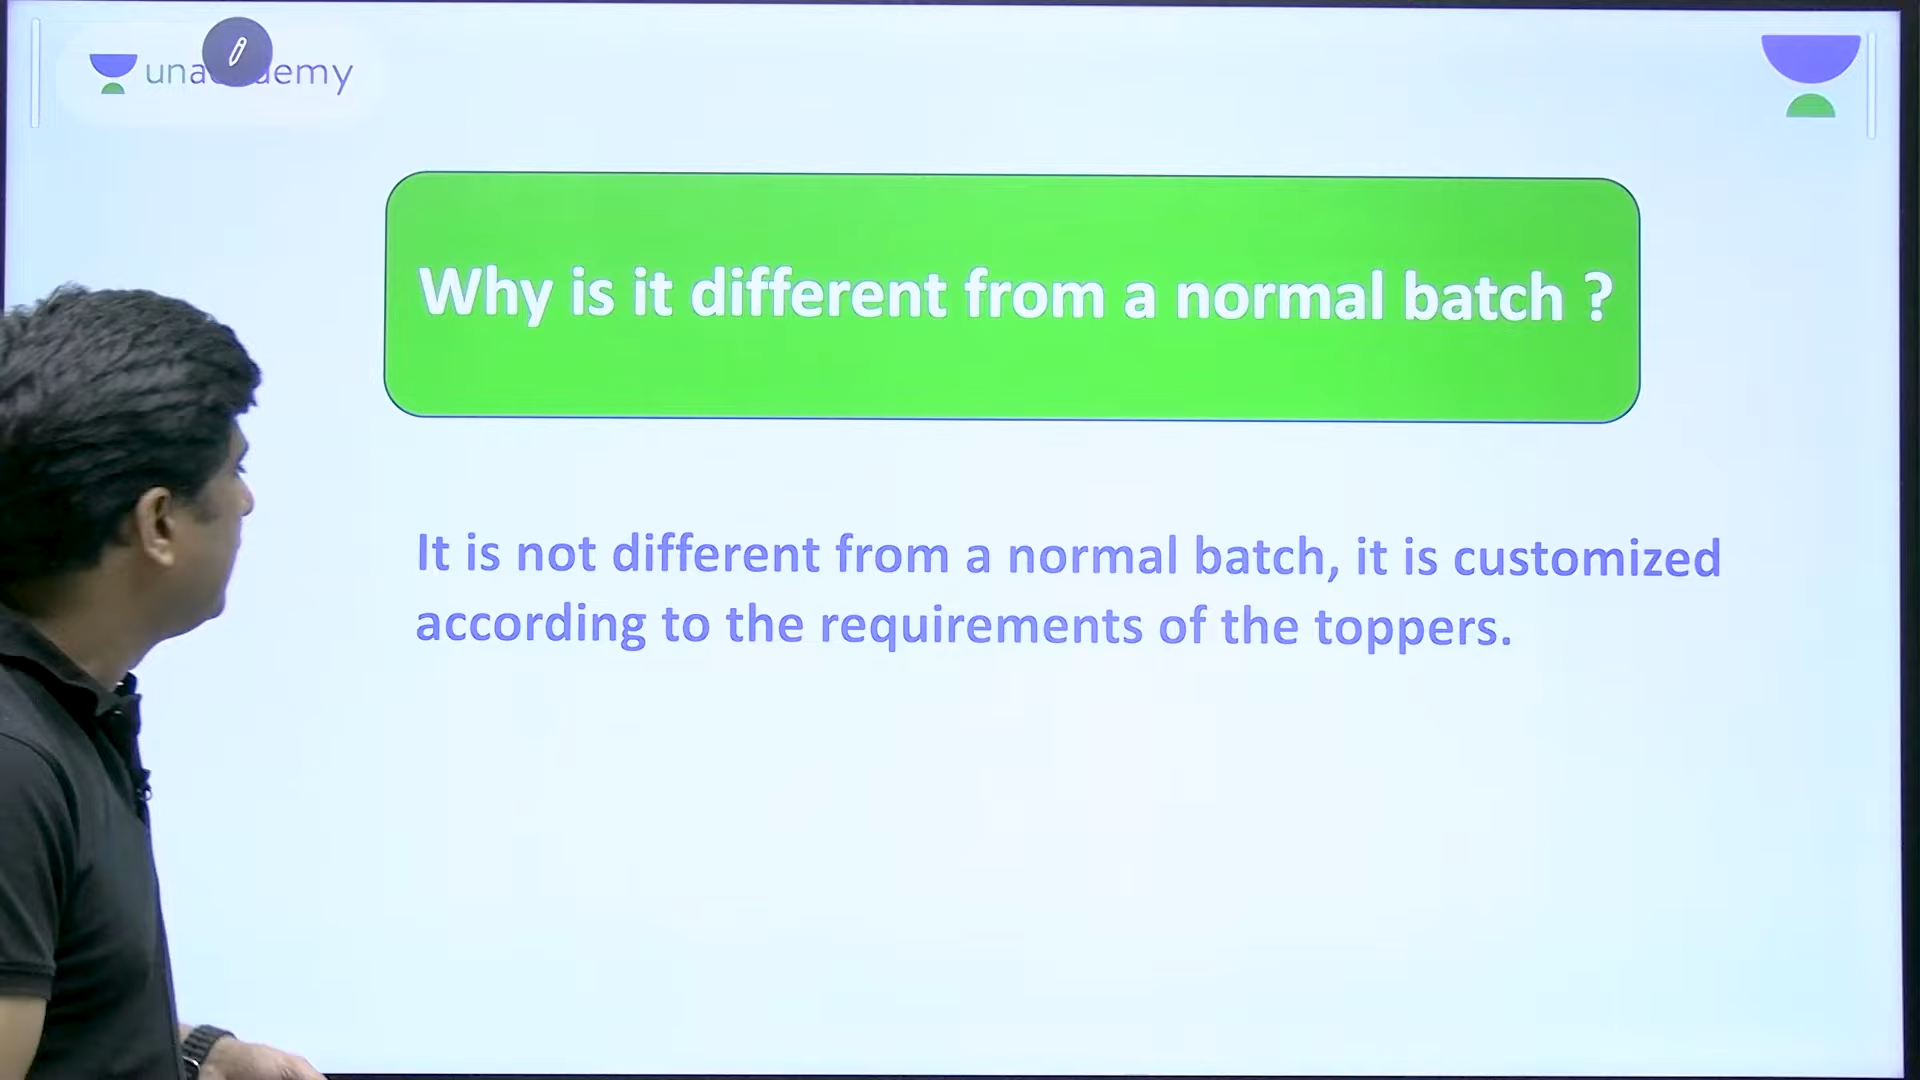 unacademy
Why is it different from a normal batch ?
It is not different from a normal batch, it is customized
according to the requirements of the toppers.